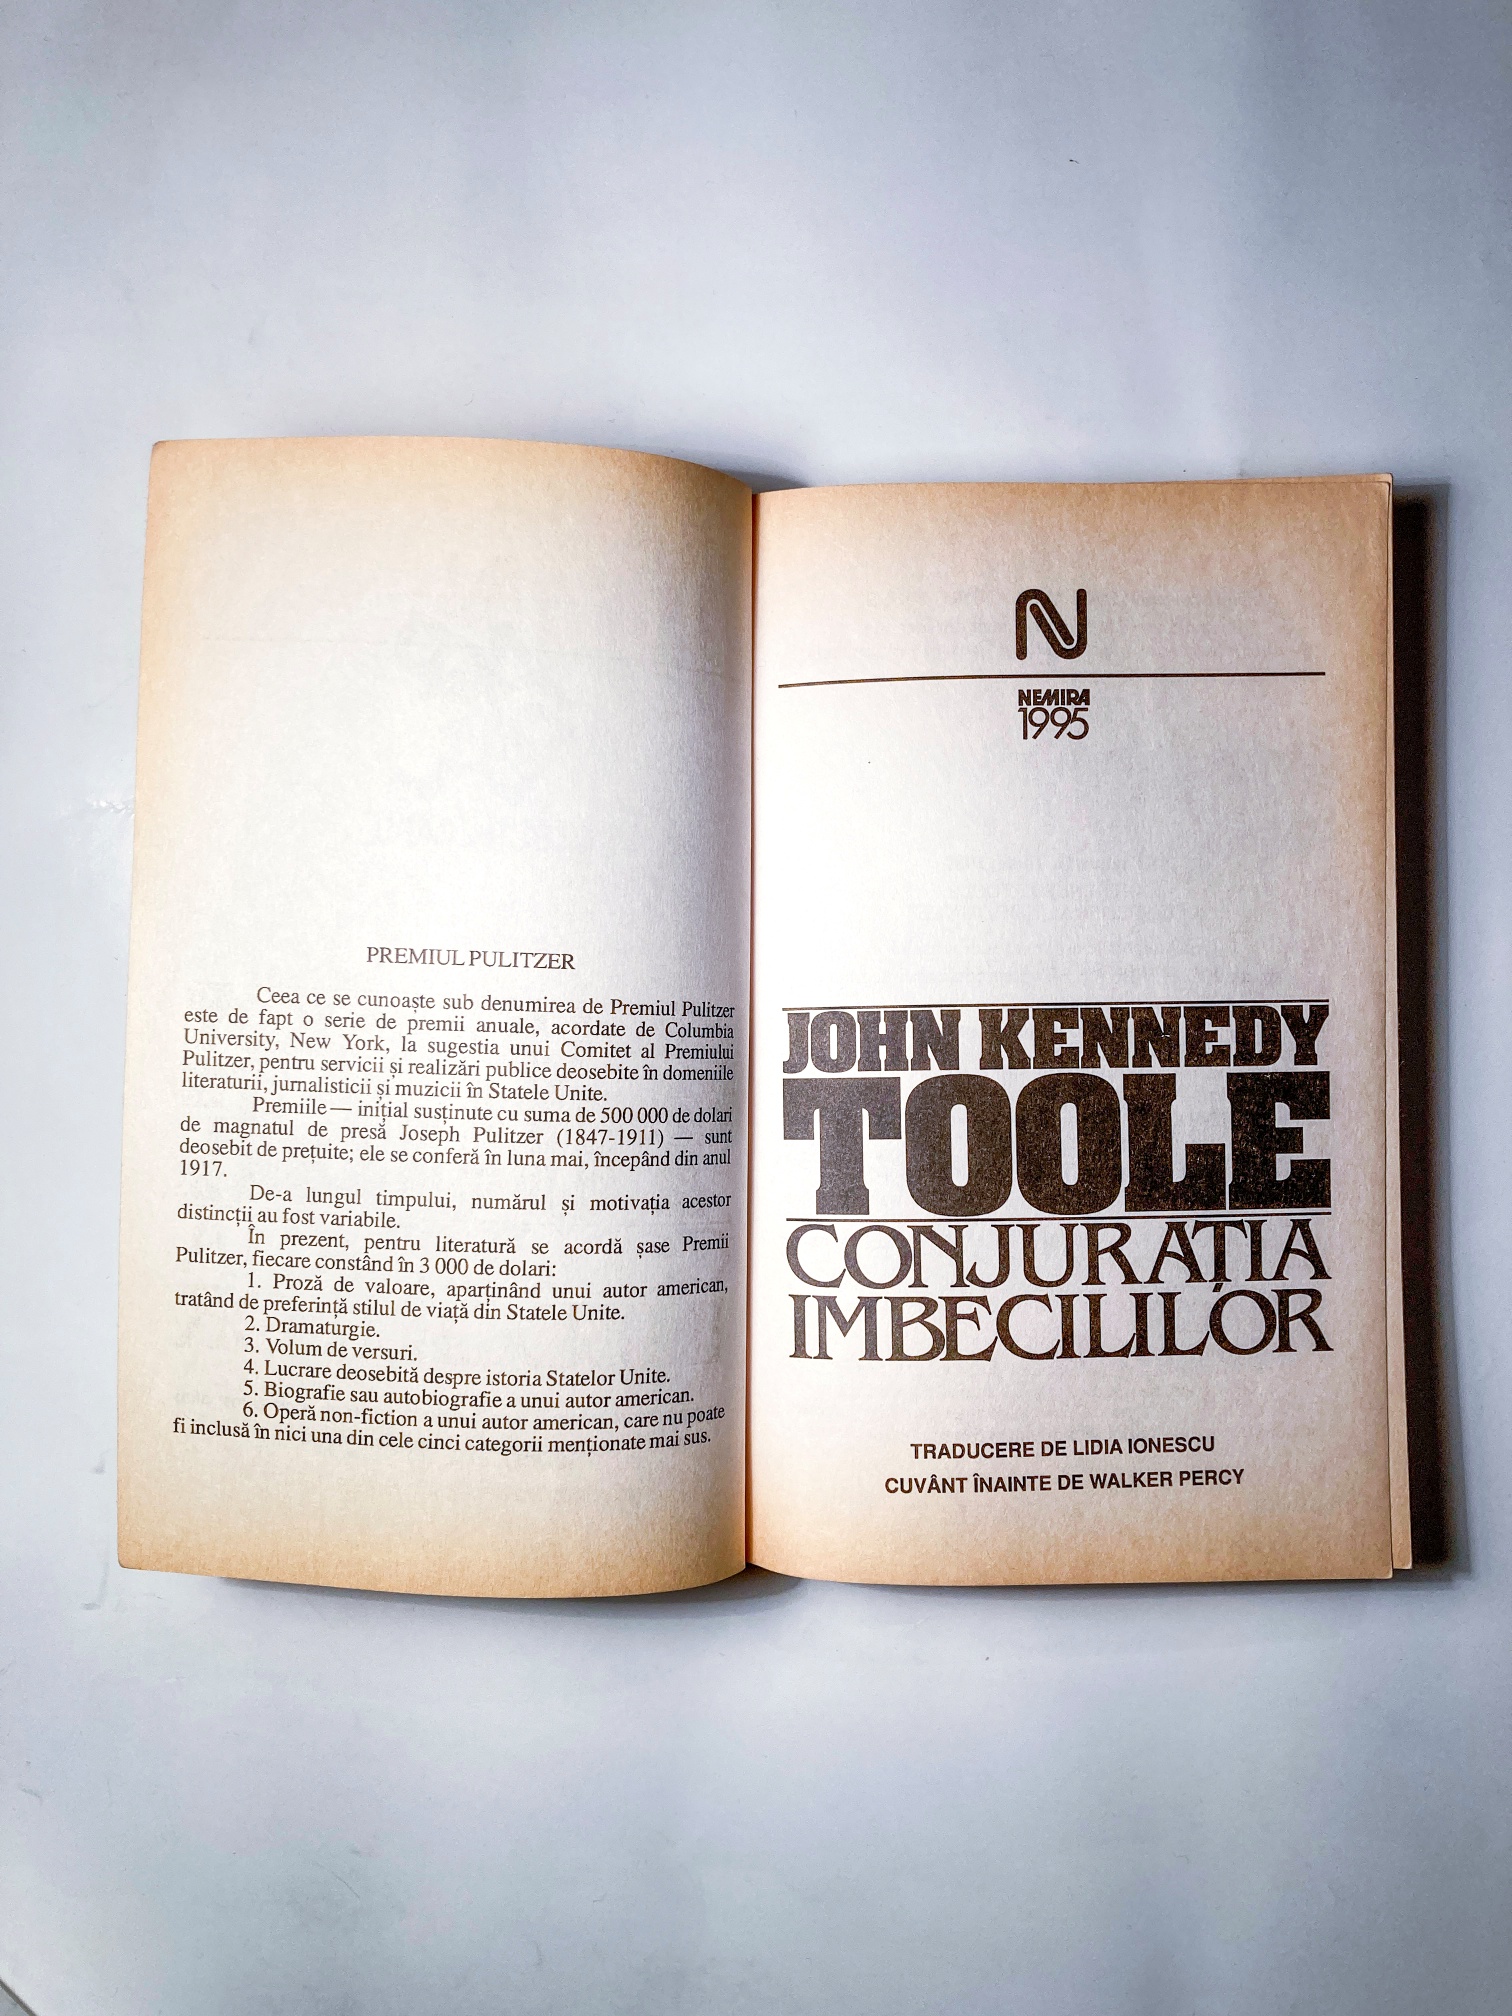 PREMIUL PULITZER
Ceea ce se cunoaște sub denumirea de Premiul Pulitzer
este de fapt o serie de premii anuale, acordate de Columbia
University, New York, la sugestia unui Comitet al Premiului
Pulitzer, pentru servicii și realizări publice deosebite în domeniile
literaturii, jurnalisticii și muzicii în Statele Unite.
Premiile — inițial susținute cu suma de 500 000 de dolari
de magnatul de presă Joseph Pulitzer (1847-1911) — sunt
deosebit de prețuite; ele se conferă în luna mai, începând din anul
1917.
De-a lungul timpului, numărul și motivația acestor
distincții au fost variabile.
În prezent, pentru literatură se acordă șase Premii
Pulitzer, fiecare constând în 3 000 de dolari:
1. Proză de valoare, aparținând unui autor american,
tratând de preferință stilul de viață din Statele Unite.
2. Dramaturgie.
3. Volum de versuri.
4. Lucrare deosebită despre istoria Statelor Unite.
5. Biografie sau autobiografie a unui autor american.
6. Operă non-fiction a unui autor american, care nu poate
fi inclusă în nici una din cele cinci categorii menționate mai sus.
N
NEMIRA
1995
JOHN KENNEDY
TOOLE
CONJURAȚIA
IMBECILILOR
TRADUCERE DE LIDIA IONESCU
CUVÂNT ÎNAINTE DE WALKER PERCY